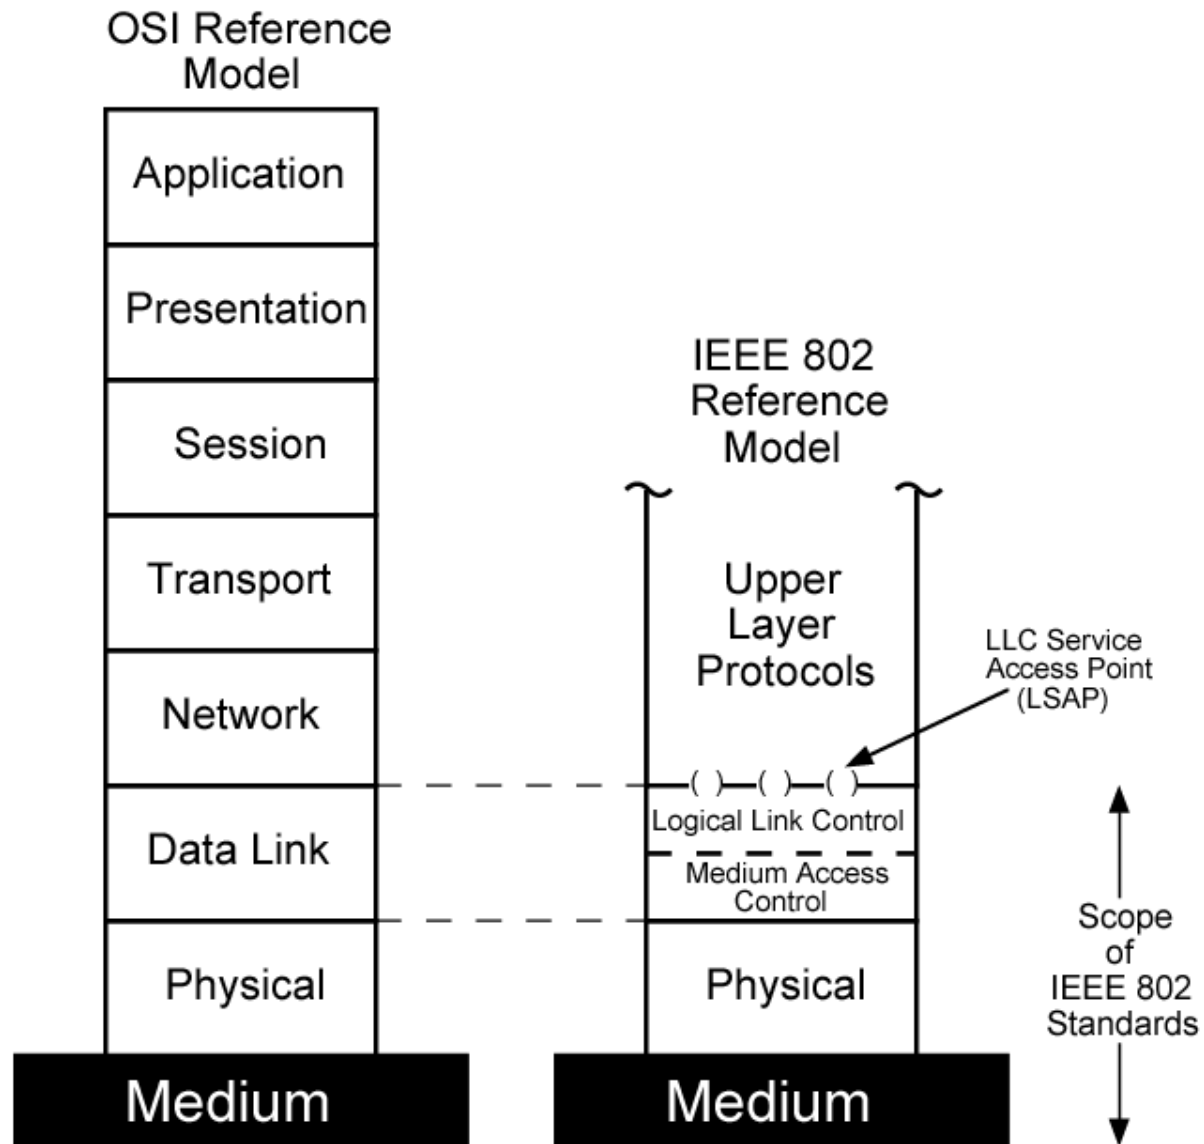 OSI Reference
Model
Application
Presentation
Session
Transport
Network
Data Link
Physical
Medium
IEEE 802
Reference
Model
Upper
Layer
Protocols
LLC Service
Access Point
(LSAP)
( ) ( ) ( )
Logical Link Control
Medium Access
Control
Physical
Medium
Scope
of
IEEE 802
Standards